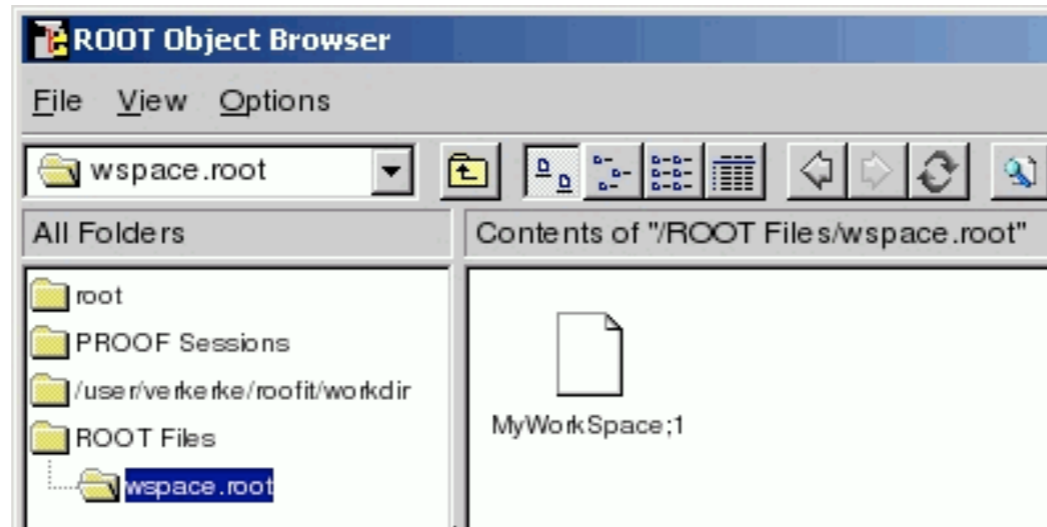 ROOT Object Browser
File View Options
wspace.root
All Folders
Contents of "/ROOT Files/wspace.root"
root
PROOF Sessions
/user/verkerke/roofit/workdir
ROOT Files
wspace.root
MyWorkSpace;1